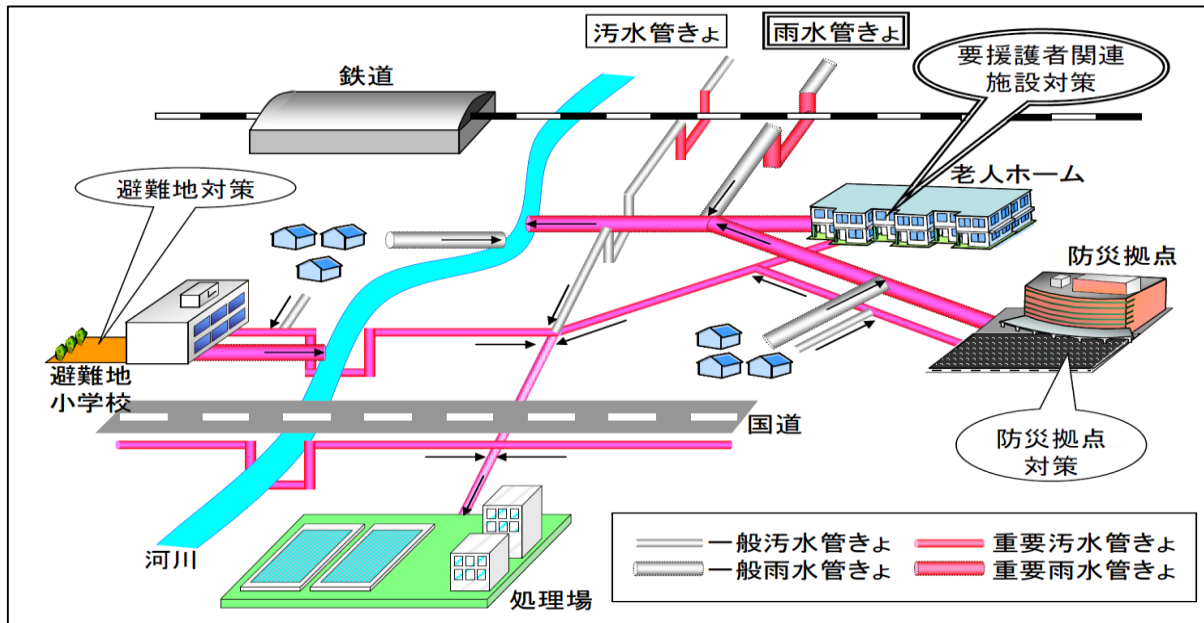 汚水管きょ
雨水管きょ
要援護者関連
施設対策
鉄道
避難地対策
老人ホーム
防災拠点
避難地
小学校
国道
防災拠点
対策
河川
処理場
一般汚水管きょ
重要汚水管きょ
一般雨水管きょ
重要雨水管きょ